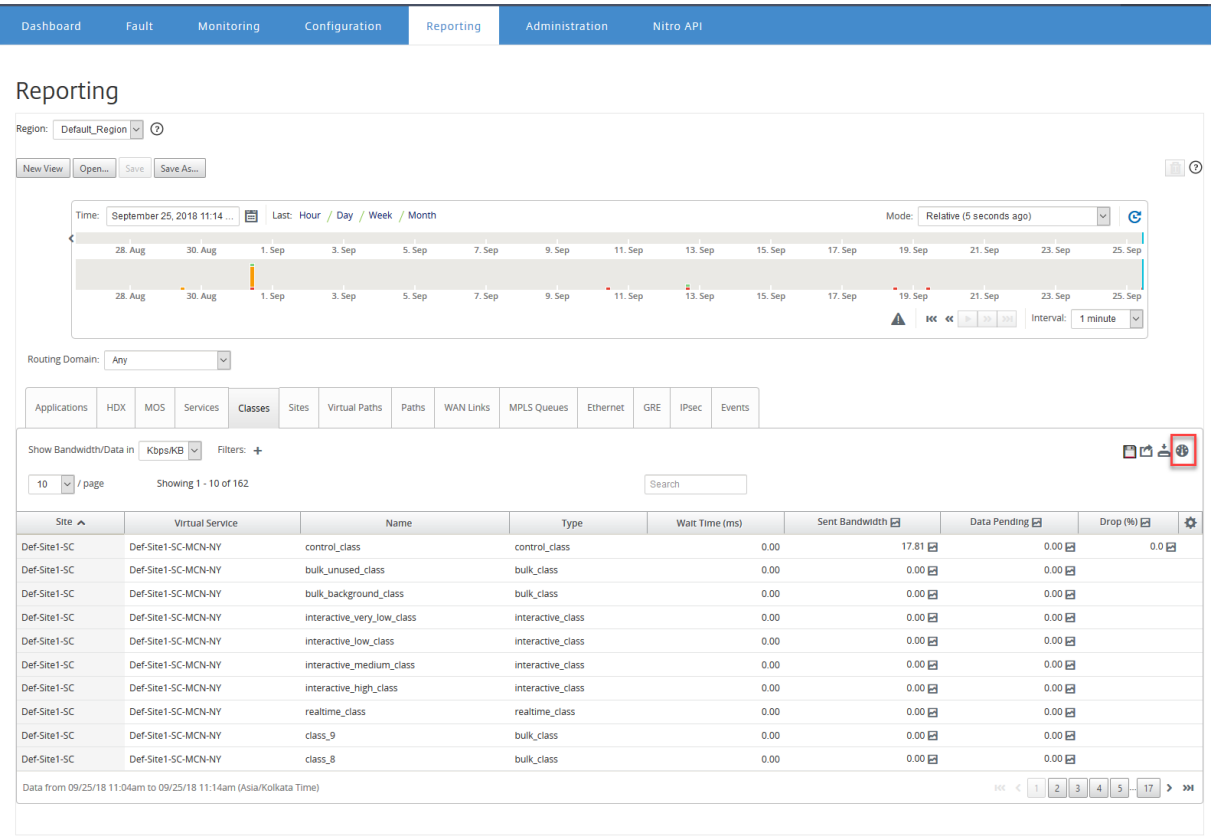 Dashboard Fault Monitoring Configuration Reporting Administration Nitro API
Reporting
Region: Default_Region ?
New View Open... Save Save As... ?
Time: September 25, 2018 11:14 ... Last: Hour / Day / Week / Month Mode: Relative (5 seconds ago)
28. Aug 30. Aug 1. Sep 3. Sep 5. Sep 7. Sep 9. Sep 11. Sep 13. Sep 15. Sep 17. Sep 19. Sep 21. Sep 23. Sep 25. Sep
28. Aug 30. Aug 1. Sep 3. Sep 5. Sep 7. Sep 9. Sep 11. Sep 13. Sep 15. Sep 17. Sep 19. Sep 21. Sep 23. Sep 25. Sep
Interval: 1 minute
Routing Domain: Any
Applications HDX MOS Services Classes Sites Virtual Paths Paths WAN Links MPLS Queues Ethernet GRE IPsec Events
Show Bandwidth/Data in Kbps/KB Filters: +
10 / page Showing 1 - 10 of 162 Search
Site Virtual Service Name Type Wait Time (ms) Sent Bandwidth Data Pending Drop (%)
Def-Site1-SC Def-Site1-SC-MCN-NY control_class control_class 0.00 17.81 0.00 0.0
Def-Site1-SC Def-Site1-SC-MCN-NY bulk_unused_class bulk_class 0.00 0.00 0.00
Def-Site1-SC Def-Site1-SC-MCN-NY bulk_background_class bulk_class 0.00 0.00 0.00
Def-Site1-SC Def-Site1-SC-MCN-NY interactive_very_low_class interactive_class 0.00 0.00 0.00
Def-Site1-SC Def-Site1-SC-MCN-NY interactive_low_class interactive_class 0.00 0.00 0.00
Def-Site1-SC Def-Site1-SC-MCN-NY interactive_medium_class interactive_class 0.00 0.00 0.00
Def-Site1-SC Def-Site1-SC-MCN-NY interactive_high_class interactive_class 0.00 0.00 0.00
Def-Site1-SC Def-Site1-SC-MCN-NY realtime_class realtime_class 0.00 0.00 0.00
Def-Site1-SC Def-Site1-SC-MCN-NY class_9 bulk_class 0.00 0.00 0.00
Def-Site1-SC Def-Site1-SC-MCN-NY class_8 bulk_class 0.00 0.00 0.00
Data from 09/25/18 11:04am to 09/25/18 11:14am (Asia/Kolkata Time) 1 2 3 4 5 ... 17